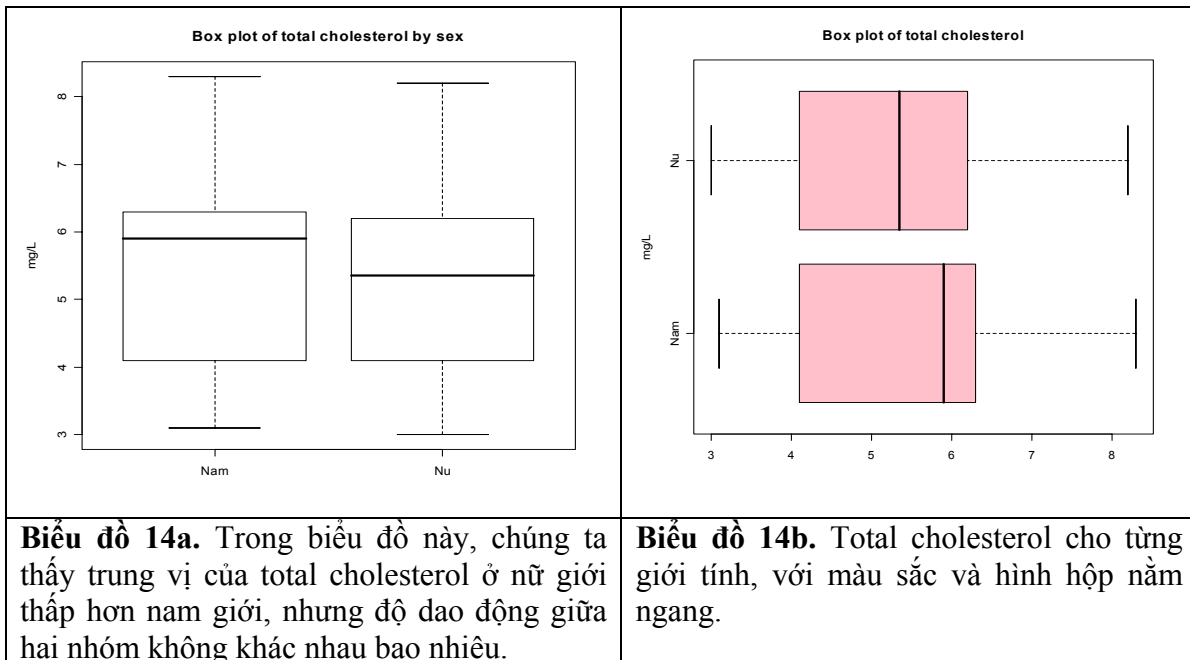 Box plot of total cholesterol by sex
8
7
6
5
4
3
mg/L
Nam
Nu
Biểu đồ 14a. Trong biểu đồ này, chúng ta
thấy trung vị của total cholesterol ở nữ giới
thấp hơn nam giới, nhưng độ dao động giữa
hai nhóm không khác nhau bao nhiêu.
Box plot of total cholesterol
Nu
mg/L
Nam
3
4
5
6
7
8
Biểu đồ 14b. Total cholesterol cho từng
giới tính, với màu sắc và hình hộp nằm
ngang.